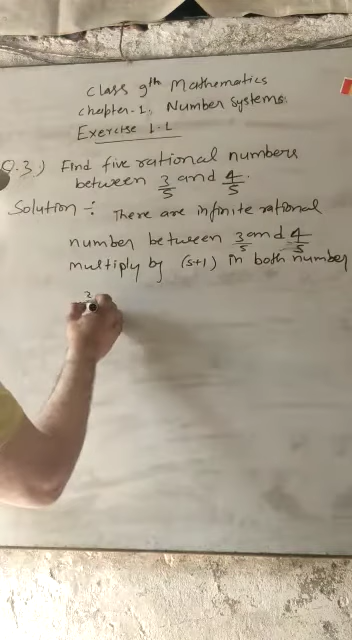 Class 9th Mathematics
chapter-1. Number Systems.
Exercise 1.1
Q.3.) Find five rational numbers
between 3/5 and 4/5.
Solution :- There are infinite rational
number between 3/5 and 4/5
multiply by (5+1) in both number
3